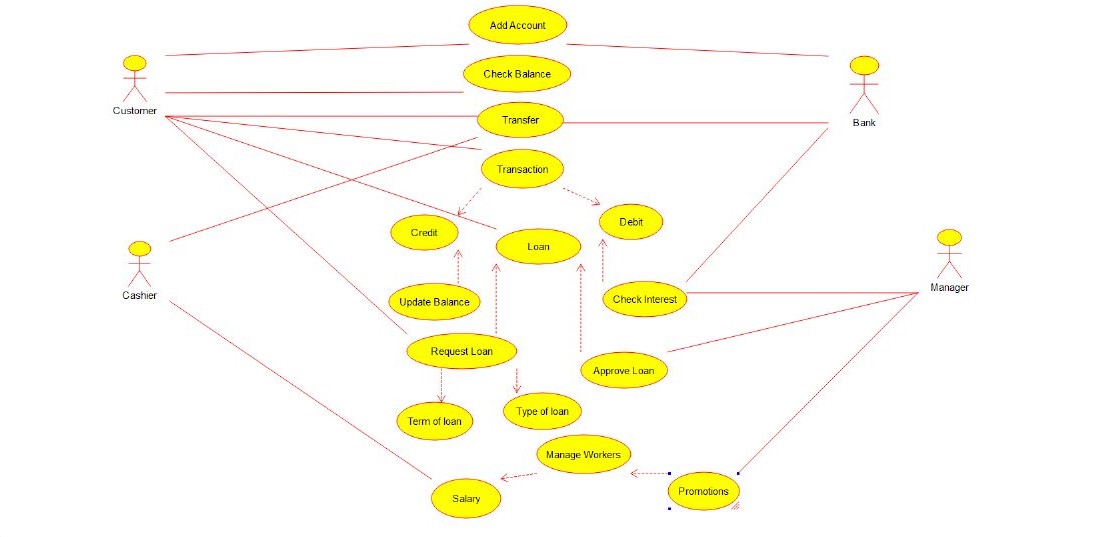 Add Account
Check Balance
Customer
Bank
Transfer
Transaction
Debit
Credit
Loan
Cashier
Manager
Update Balance
Check Interest
Request Loan
Approve Loan
Term of loan
Type of loan
Manage Workers
Salary
Promotions